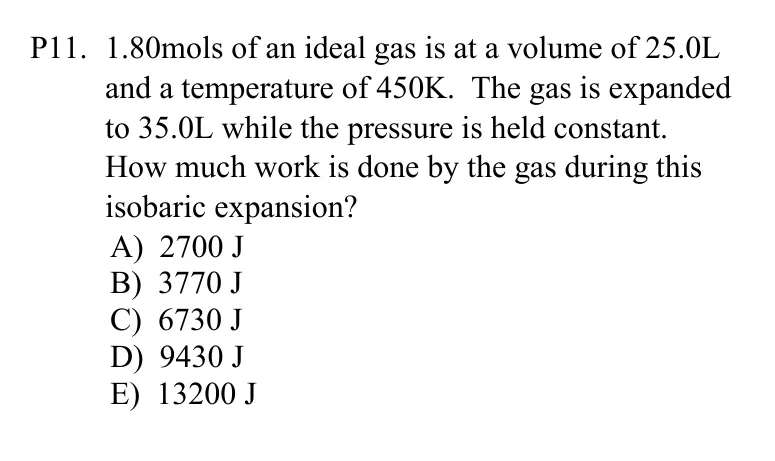 P11. 1.80mols of an ideal gas is at a volume of 25.0L
and a temperature of 450K. The gas is expanded
to 35.0L while the pressure is held constant.
How much work is done by the gas during this
isobaric expansion?
A) 2700 J
B) 3770 J
C) 6730 J
D) 9430 J
E) 13200 J